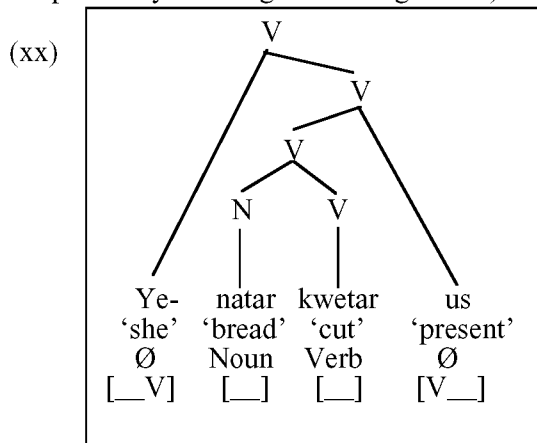 (xx)
V
V
V
N V
Ye- natar kwetar us
‘she’ ‘bread’ ‘cut’ ‘present’
Ø Noun Verb Ø
[__V] [__] [__] [V__]